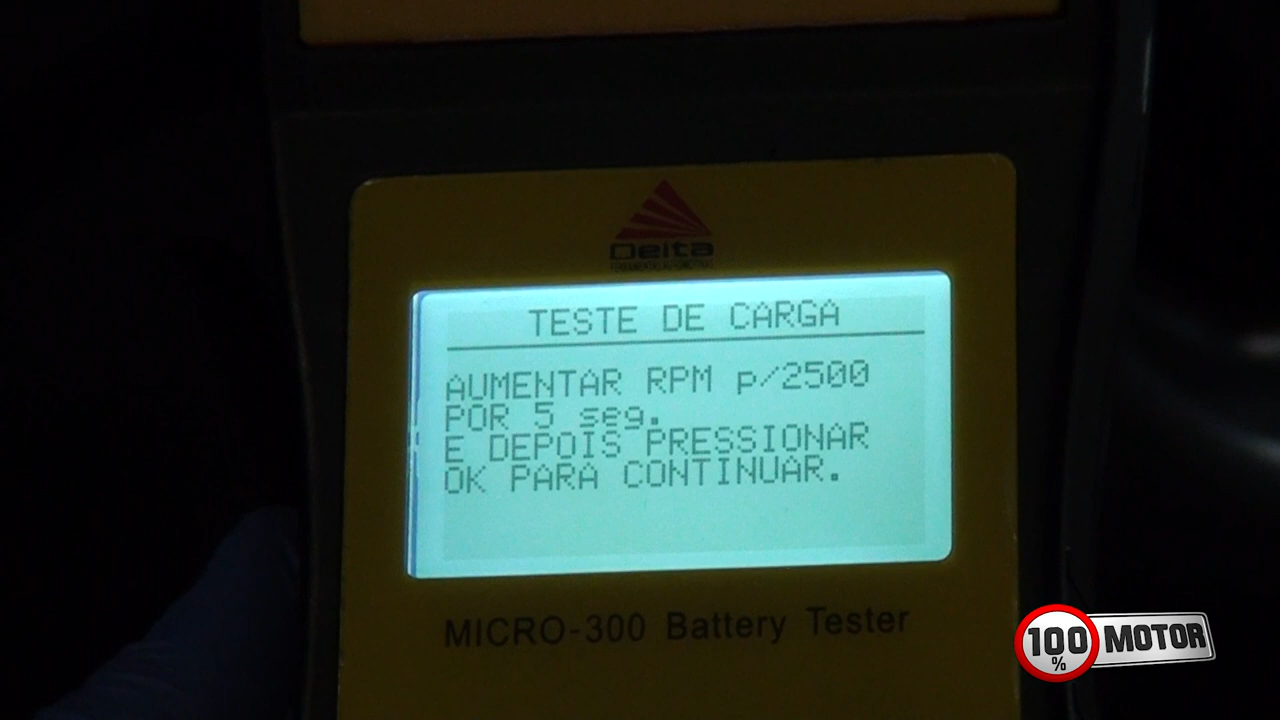 Delta
TESTE DE CARGA
AUMENTAR RPM p/2500
POR 5 seg.
E DEPOIS PRESSIONAR
OK PARA CONTINUAR.
MICRO-300 Battery Tester
100% MOTOR